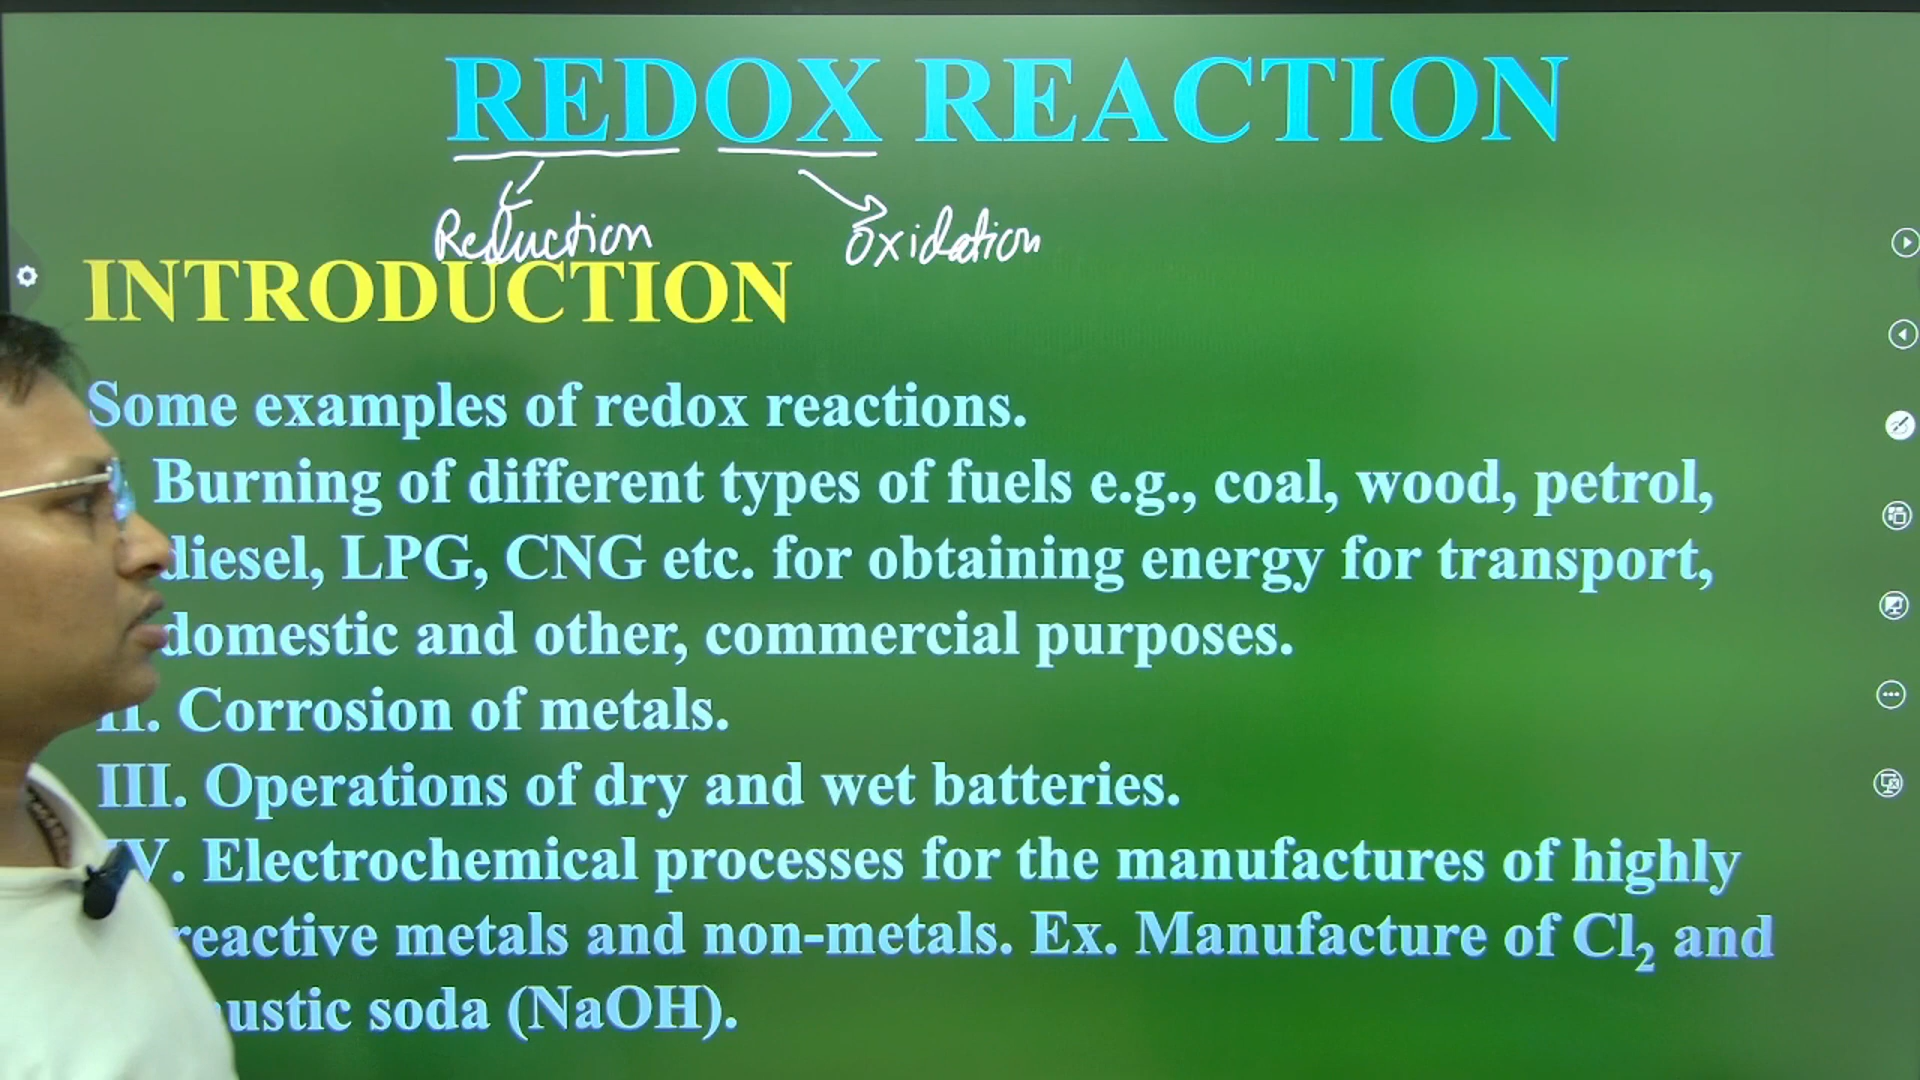 REDOX REACTION
Reduction Oxidation
INTRODUCTION
Some examples of redox reactions.
Burning of different types of fuels e.g., coal, wood, petrol,
diesel, LPG, CNG etc. for obtaining energy for transport,
domestic and other, commercial purposes.
II. Corrosion of metals.
III. Operations of dry and wet batteries.
IV. Electrochemical processes for the manufactures of highly
reactive metals and non-metals. Ex. Manufacture of Cl₂ and
soda (NaOH).